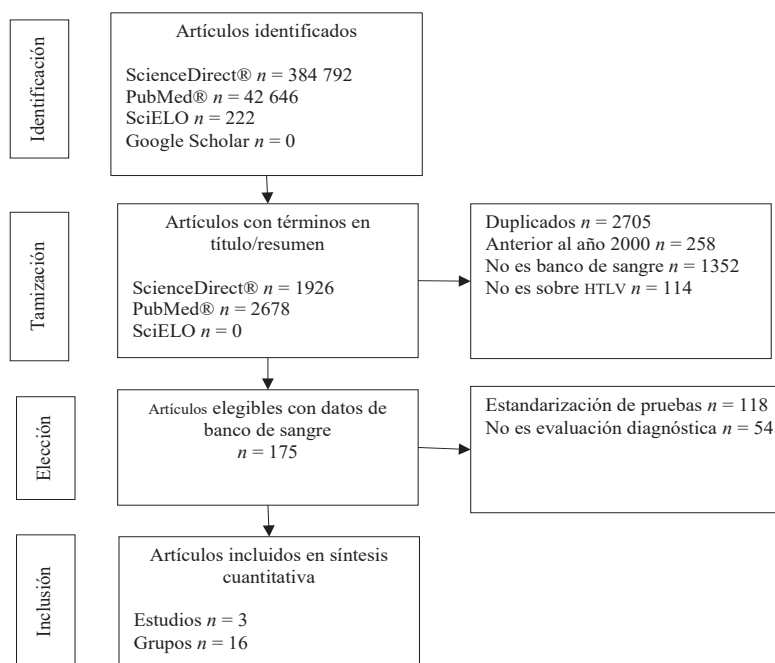 Identificación
Artículos identificados
ScienceDirect® n = 384 792
PubMed® n = 42 646
SciELO n = 222
Google Scholar n = 0
Tamización
Artículos con términos en
título/resumen
ScienceDirect® n = 1926
PubMed® n = 2678
SciELO n = 0
Duplicados n = 2705
Anterior al año 2000 n = 258
No es banco de sangre n = 1352
No es sobre HTLV n = 114
Elección
Artículos elegibles con datos de
banco de sangre
n = 175
Estandarización de pruebas n = 118
No es evaluación diagnóstica n = 54
Inclusión
Artículos incluidos en síntesis
cuantitativa
Estudios n = 3
Grupos n = 16